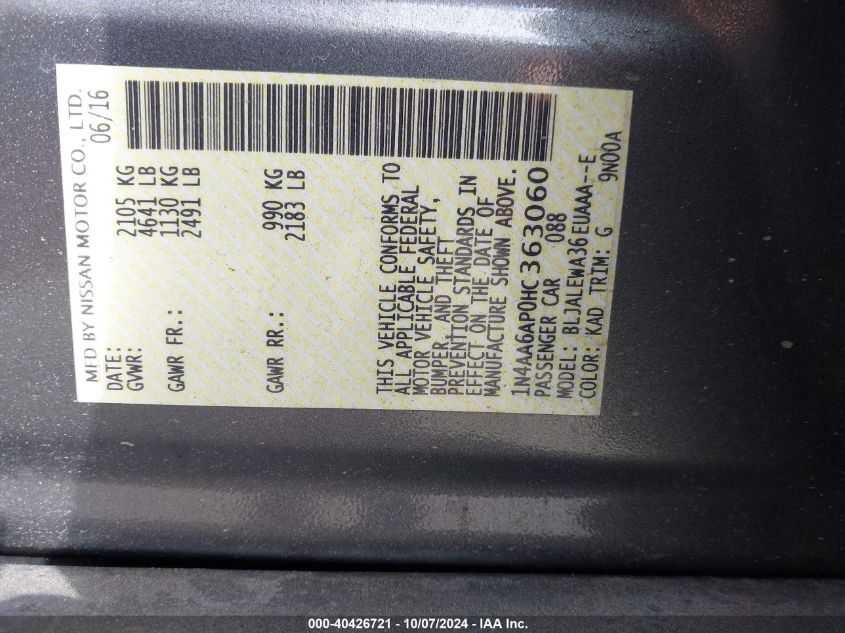 MFD BY NISSAN MOTOR CO., LTD.
DATE: 06/16
GVWR: 2105 KG
4641 LB
GAWR FR.: 1130 KG
2491 LB
GAWR RR.: 990 KG
2183 LB
THIS VEHICLE CONFORMS TO
ALL APPLICABLE FEDERAL
MOTOR VEHICLE SAFETY,
BUMPER, AND THEFT
PREVENTION STANDARDS IN
EFFECT ON THE DATE OF
MANUFACTURE SHOWN ABOVE.
1N4AA6AP0HC363060
PASSENGER CAR 088
MODEL: BLJALEWA36EUAAA--E
COLOR: KAD TRIM: G 9N00A
000-40426721 - 10/07/2024 - IAA Inc.